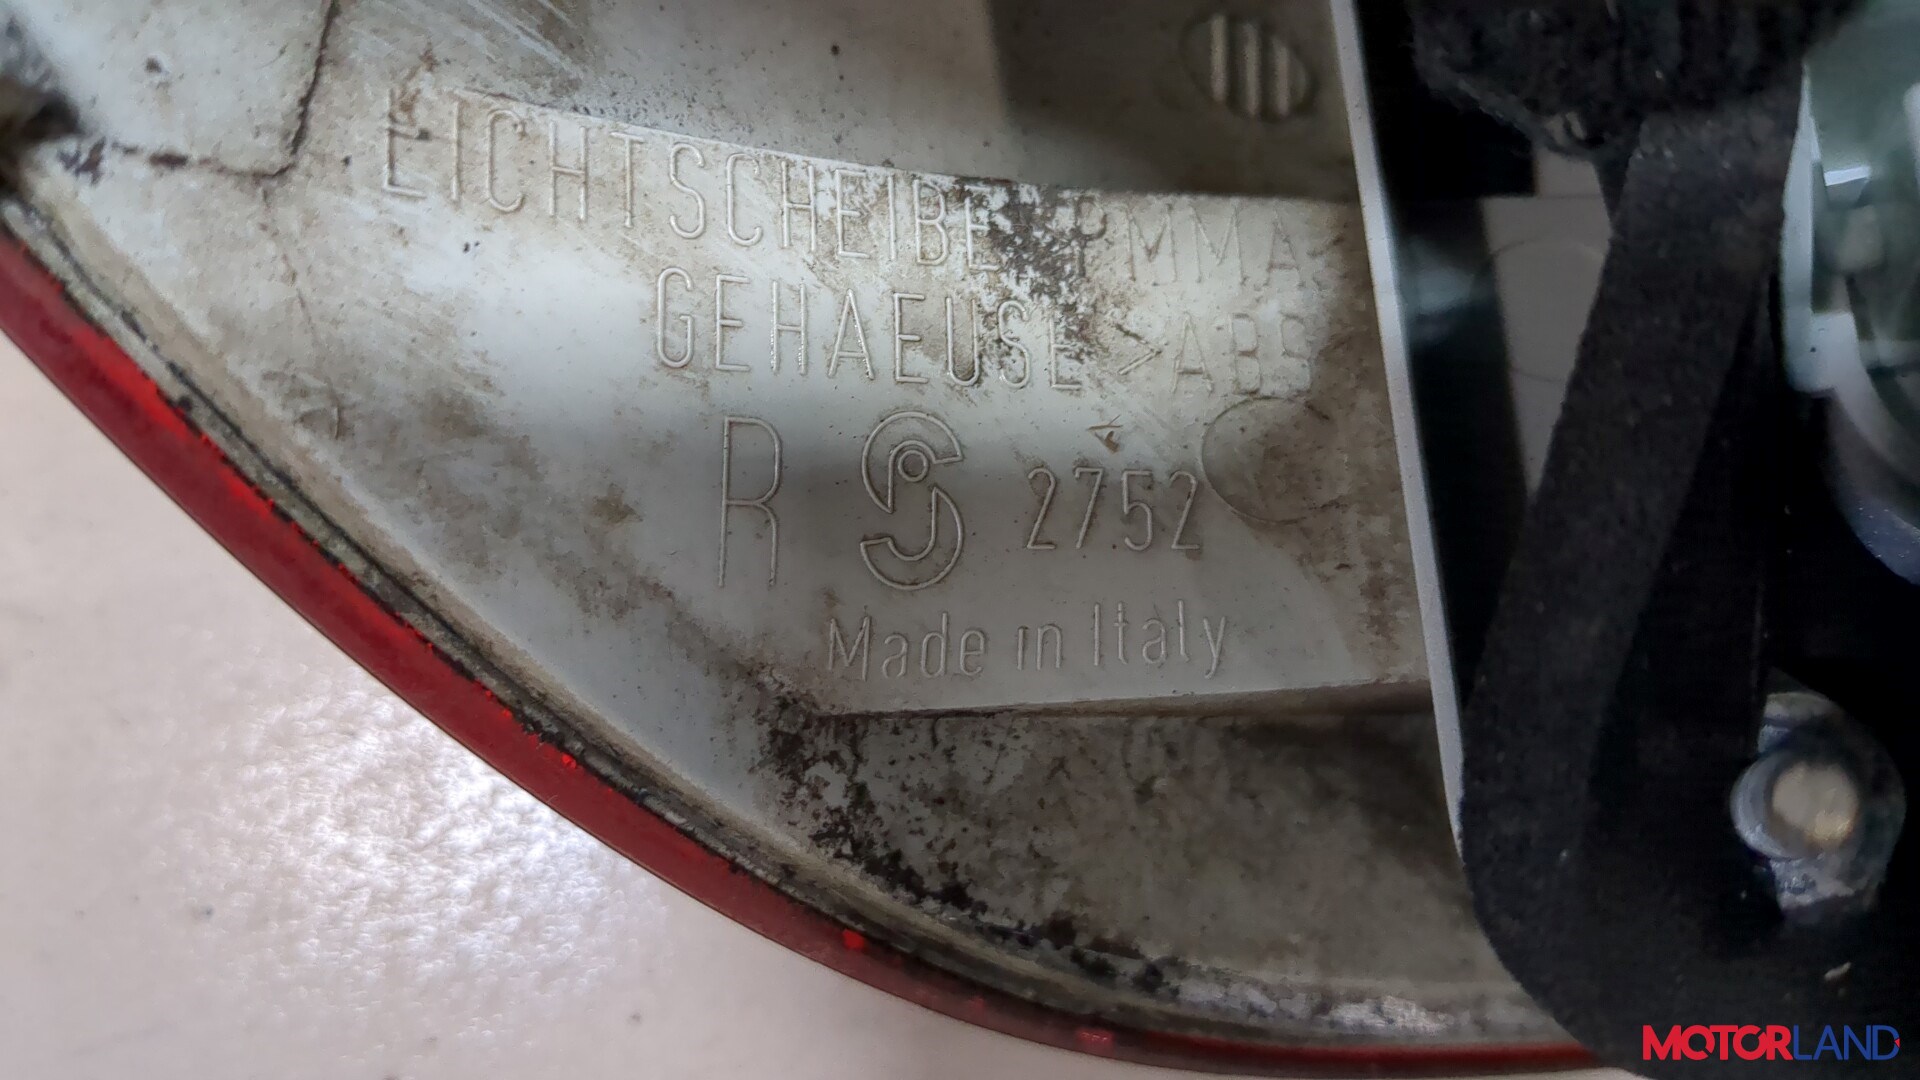 LICHTSCHEIBE >PMMA
GEHAEUSE >ABS
R 2752
Made in Italy
MOTORLAND